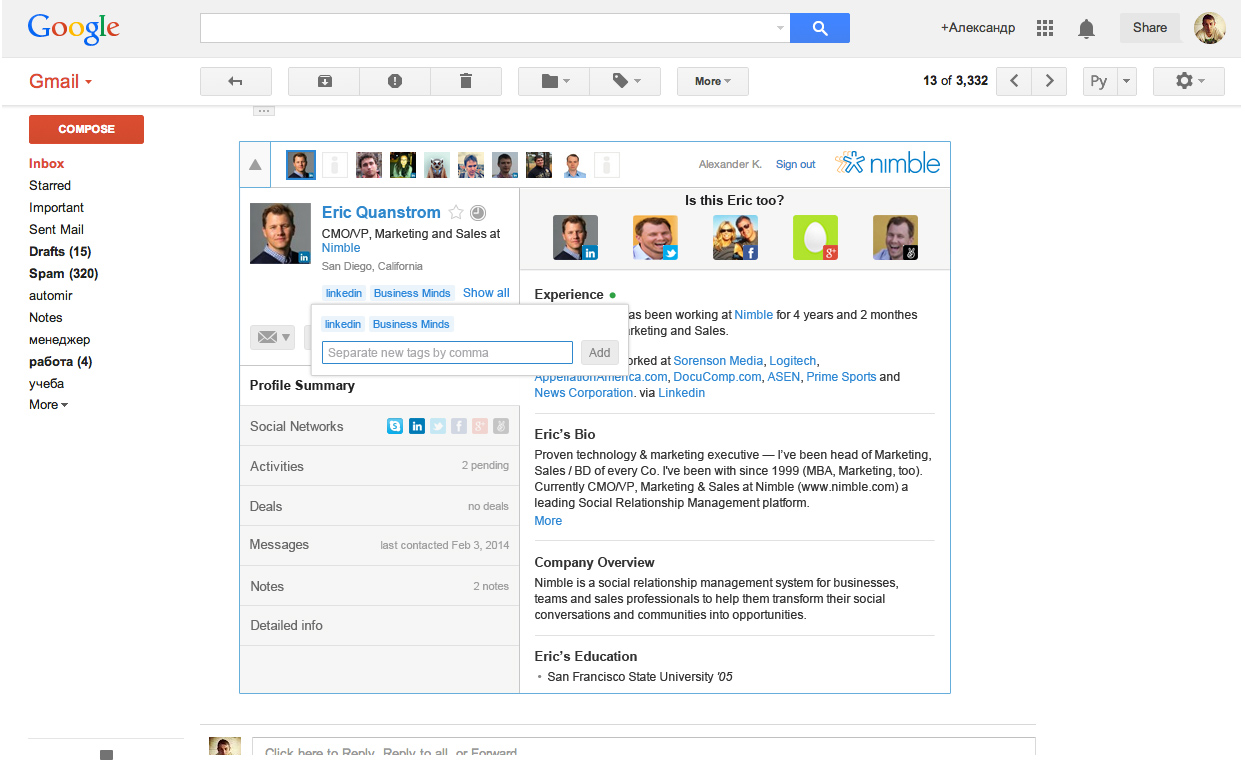 Google
+Александр
Share
Gmail
More
13 of 3,332
Ру
COMPOSE
Inbox
Starred
Important
Sent Mail
Drafts (15)
Spam (320)
automir
Notes
менеджер
работа (4)
учеба
More
Alexander K.
Sign out
nimble
Eric Quanstrom
CMO/VP, Marketing and Sales at
Nimble
San Diego, California
linkedin
Business Minds
Show all
linkedin
Business Minds
Separate new tags by comma
Add
Profile Summary
Social Networks
Activities
2 pending
Deals
no deals
Messages
last contacted Feb 3, 2014
Notes
2 notes
Detailed info
Is this Eric too?
Experience
as been working at Nimble for 4 years and 2 monthes
rketing and Sales.
orked at Sorenson Media, Logitech,
AppellationAmerica.com, DocuComp.com, ASEN, Prime Sports and
News Corporation. via Linkedin
Eric's Bio
Proven technology & marketing executive — I've been head of Marketing,
Sales / BD of every Co. I've been with since 1999 (MBA, Marketing, too).
Currently CMO/VP, Marketing & Sales at Nimble (www.nimble.com) a
leading Social Relationship Management platform.
More
Company Overview
Nimble is a social relationship management system for businesses,
teams and sales professionals to help them transform their social
conversations and communities into opportunities.
Eric's Education
• San Francisco State University '05
Click here to Reply, Reply to all, or Forward